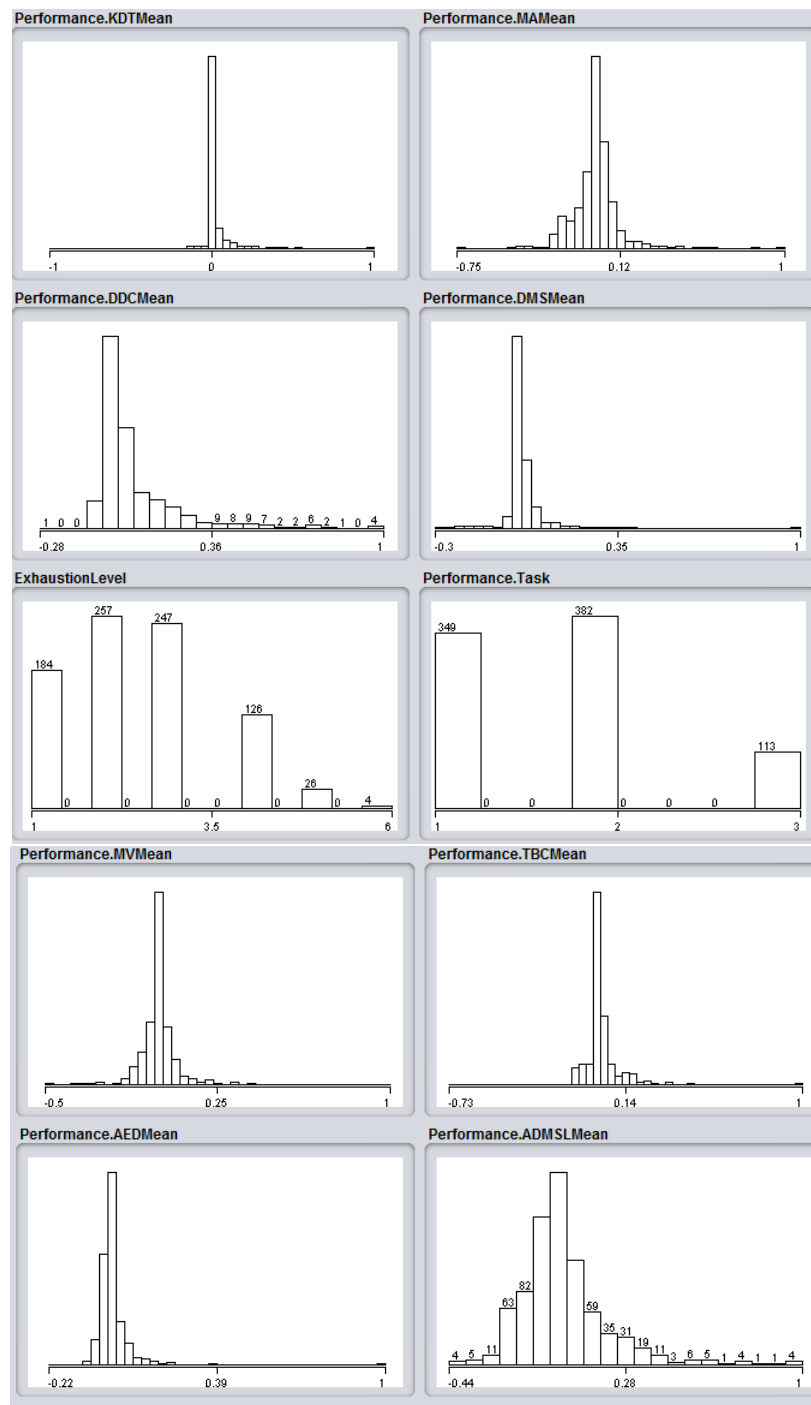 Performance.KDTMean Performance.MAMean
-1 0 1 -0.75 0.12 1
Performance.DDCMean Performance.DMSMean
1 0 0 9 8 9 7 2 2 6 2 1 0 4
-0.28 0.36 1 -0.3 0.35 1
ExhaustionLevel Performance.Task
184 0 257 0 247 0 0 126 0 26 0 4 349 0 0 382 0 0 0 113
1 3.5 6 1 2 3
Performance.MVMean Performance.TBCMean
-0.5 0.25 1 -0.73 0.14 1
Performance.AEDMean Performance.ADMSLMean
4 5 11 63 82 59 35 31 19 11 3 6 5 1 4 1 1 4
-0.22 0.39 1 -0.44 0.28 1